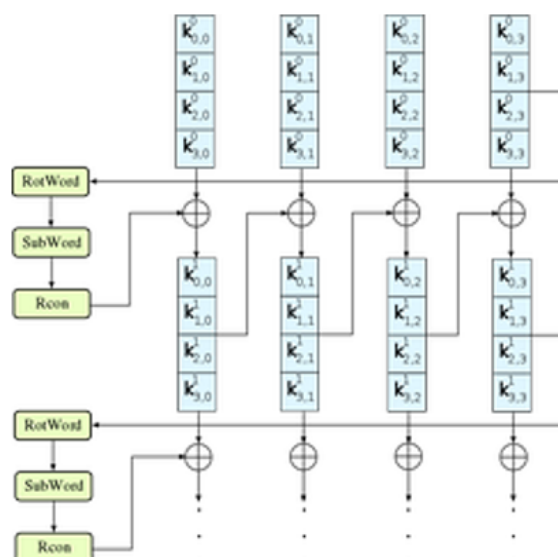 k⁰₀,₀ k⁰₀,₁ k⁰₀,₂ k⁰₀,₃
k⁰₁,₀ k⁰₁,₁ k⁰₁,₂ k⁰₁,₃
k⁰₂,₀ k⁰₂,₁ k⁰₂,₂ k⁰₂,₃
k⁰₃,₀ k⁰₃,₁ k⁰₃,₂ k⁰₃,₃
RotWord
SubWord
Rcon
k¹₀,₀ k¹₀,₁ k¹₀,₂ k¹₀,₃
k¹₁,₀ k¹₁,₁ k¹₁,₂ k¹₁,₃
k¹₂,₀ k¹₂,₁ k¹₂,₂ k¹₂,₃
k¹₃,₀ k¹₃,₁ k¹₃,₂ k¹₃,₃
RotWord
SubWord
Rcon